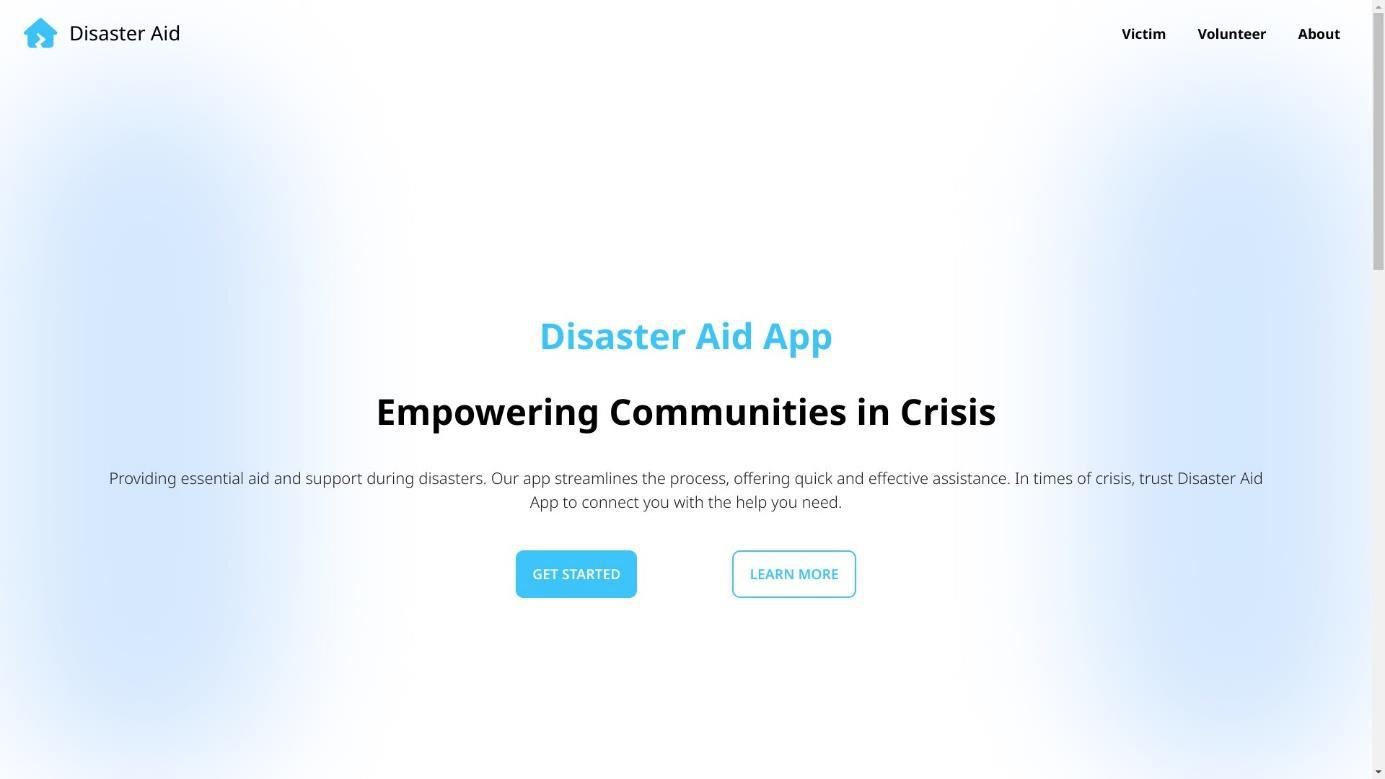 Disaster Aid
Victim
Volunteer
About
Disaster Aid App
Empowering Communities in Crisis
Providing essential aid and support during disasters. Our app streamlines the process, offering quick and effective assistance. In times of crisis, trust Disaster Aid
App to connect you with the help you need.
GET STARTED
LEARN MORE